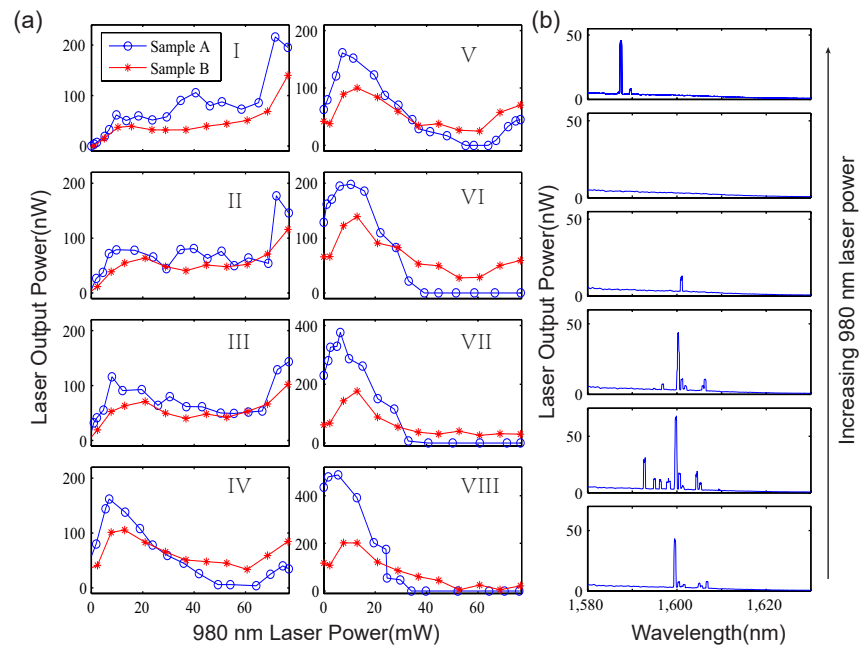 (a)
(b)
Laser Output Power(nW)
200
100
0
I
Sample A
Sample B
200
100
0
II
200
100
0
III
200
100
0
IV
0
20
40
60
200
100
0
V
200
100
0
VI
400
200
0
VII
400
200
0
VIII
0
20
40
60
980 nm Laser Power(mW)
Laser Output Power(nW)
50
0
50
0
50
0
50
0
50
0
50
0
1,580
1,600
1,620
Wavelength(nm)
Increasing 980 nm laser power